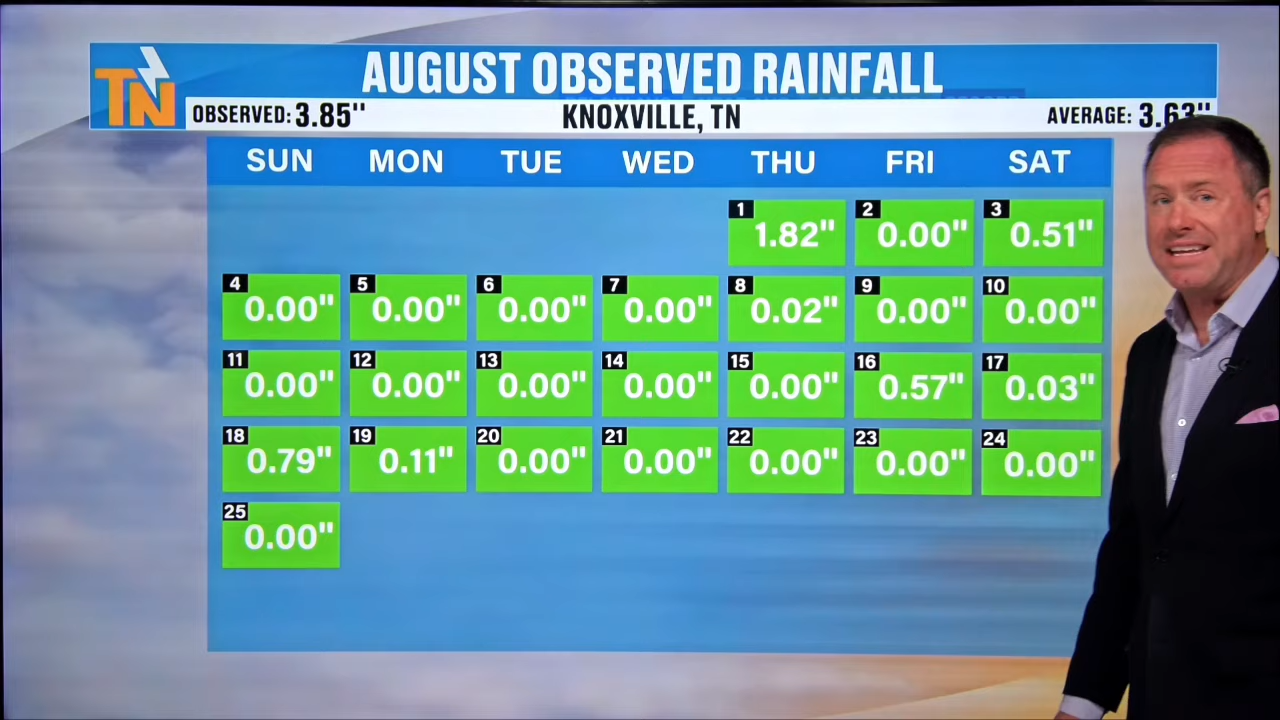 TN
AUGUST OBSERVED RAINFALL
OBSERVED: 3.85" KNOXVILLE, TN AVERAGE: 3.63"
SUN MON TUE WED THU FRI SAT
1 2 3
1.82" 0.00" 0.51"
4 5 6 7 8 9 10
0.00" 0.00" 0.00" 0.00" 0.02" 0.00" 0.00"
11 12 13 14 15 16 17
0.00" 0.00" 0.00" 0.00" 0.00" 0.57" 0.03"
18 19 20 21 22 23 24
0.79" 0.11" 0.00" 0.00" 0.00" 0.00" 0.00"
25
0.00"